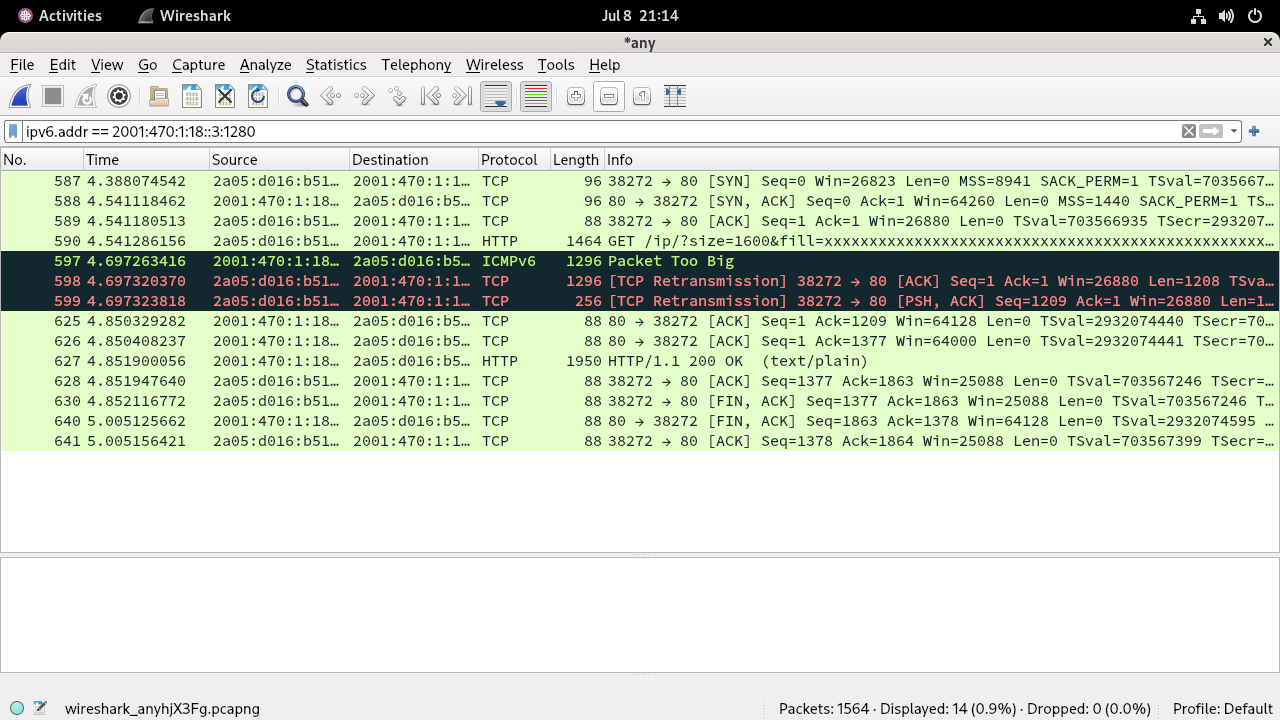 Activities Wireshark Jul 8 21:14
*any
File Edit View Go Capture Analyze Statistics Telephony Wireless Tools Help
ipv6.addr == 2001:470:1:18::3:1280
No. Time Source Destination Protocol Length Info
587 4.388074542 2a05:d016:b51… 2001:470:1:1… TCP 96 38272 → 80 [SYN] Seq=0 Win=26823 Len=0 MSS=8941 SACK_PERM=1 TSval=7035667…
588 4.541118462 2001:470:1:18… 2a05:d016:b5… TCP 96 80 → 38272 [SYN, ACK] Seq=0 Ack=1 Win=64260 Len=0 MSS=1440 SACK_PERM=1 TS…
589 4.541180513 2a05:d016:b51… 2001:470:1:1… TCP 88 38272 → 80 [ACK] Seq=1 Ack=1 Win=26880 Len=0 TSval=703566935 TSecr=293207…
590 4.541286156 2a05:d016:b51… 2001:470:1:1… HTTP 1464 GET /ip/?size=1600&fill=xxxxxxxxxxxxxxxxxxxxxxxxxxxxxxxxxxxxxxxxxxxxxxxxxx…
597 4.697263416 2001:470:1:18… 2a05:d016:b5… ICMPv6 1296 Packet Too Big
598 4.697320370 2a05:d016:b51… 2001:470:1:1… TCP 1296 [TCP Retransmission] 38272 → 80 [ACK] Seq=1 Ack=1 Win=26880 Len=1208 TSva…
599 4.697323818 2a05:d016:b51… 2001:470:1:1… TCP 256 [TCP Retransmission] 38272 → 80 [PSH, ACK] Seq=1209 Ack=1 Win=26880 Len=1…
625 4.850329282 2001:470:1:18… 2a05:d016:b5… TCP 88 80 → 38272 [ACK] Seq=1 Ack=1209 Win=64128 Len=0 TSval=2932074440 TSecr=70…
626 4.850408237 2001:470:1:18… 2a05:d016:b5… TCP 88 80 → 38272 [ACK] Seq=1 Ack=1377 Win=64000 Len=0 TSval=2932074441 TSecr=70…
627 4.851900056 2001:470:1:18… 2a05:d016:b5… HTTP 1950 HTTP/1.1 200 OK (text/plain)
628 4.851947640 2a05:d016:b51… 2001:470:1:1… TCP 88 38272 → 80 [ACK] Seq=1377 Ack=1863 Win=25088 Len=0 TSval=703567246 TSecr=…
630 4.852116772 2a05:d016:b51… 2001:470:1:1… TCP 88 38272 → 80 [FIN, ACK] Seq=1377 Ack=1863 Win=25088 Len=0 TSval=703567246 T…
640 5.005125662 2001:470:1:18… 2a05:d016:b5… TCP 88 80 → 38272 [FIN, ACK] Seq=1863 Ack=1378 Win=64128 Len=0 TSval=2932074595 …
641 5.005156421 2a05:d016:b51… 2001:470:1:1… TCP 88 38272 → 80 [ACK] Seq=1378 Ack=1864 Win=25088 Len=0 TSval=703567399 TSecr=…
wireshark_anyhjX3Fg.pcapng Packets: 1564 · Displayed: 14 (0.9%) · Dropped: 0 (0.0%) Profile: Default